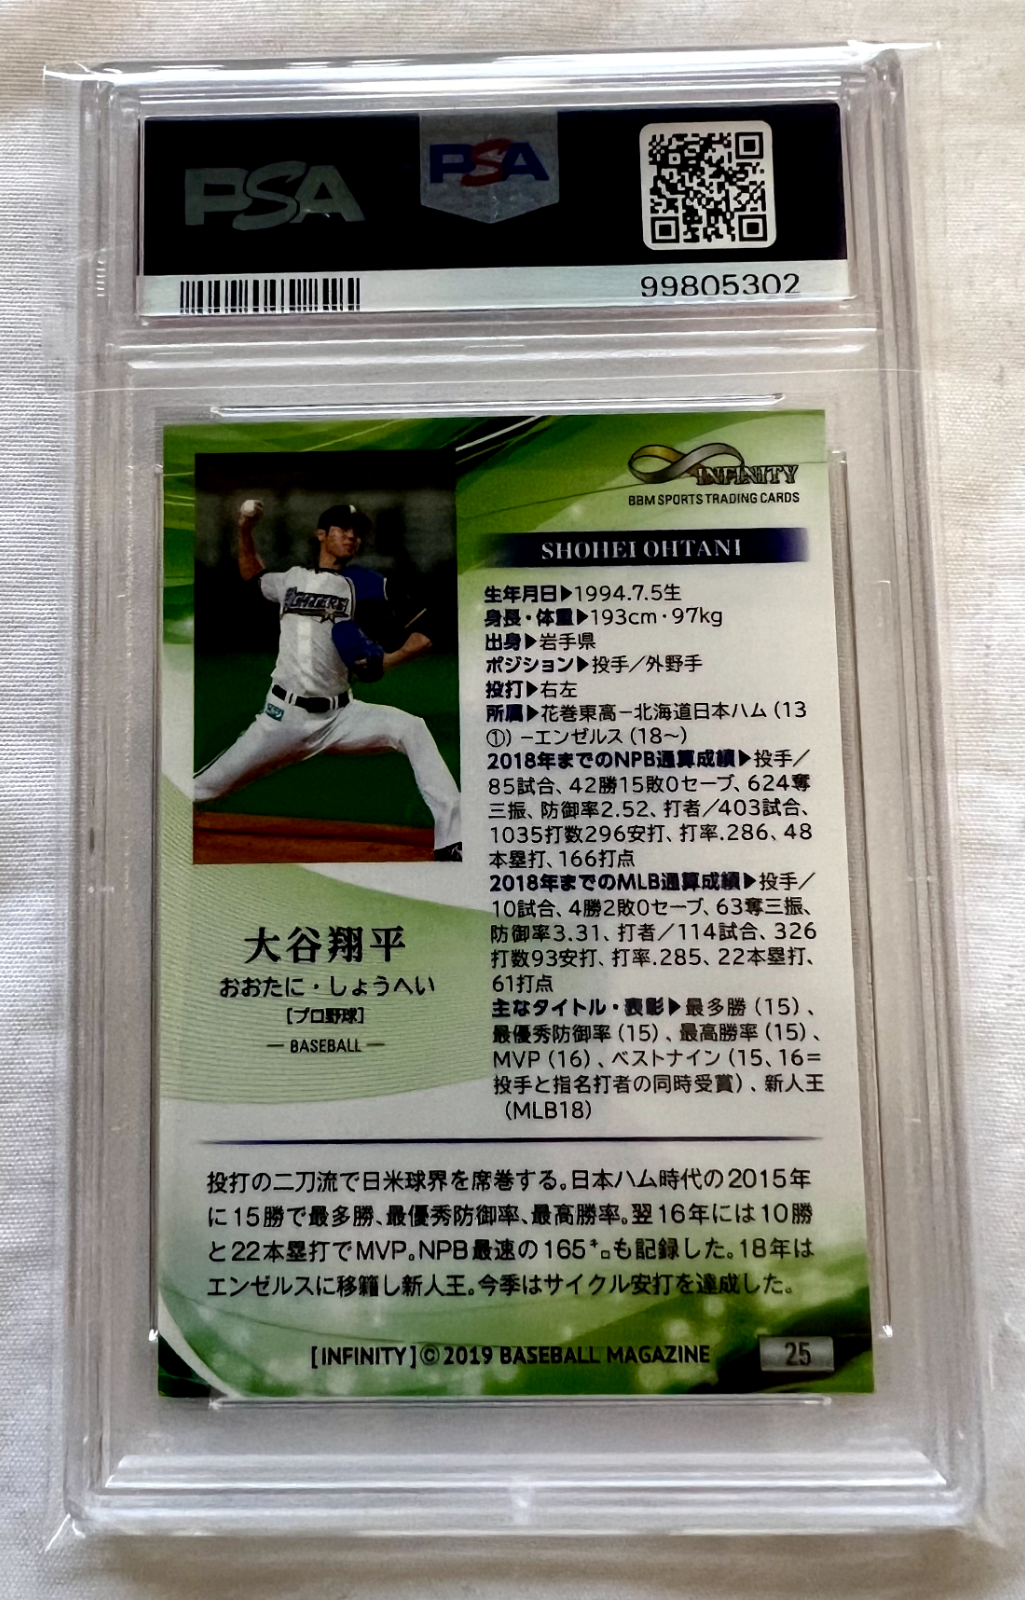 PSA
PSA
99805302
INFINITY
BBM SPORTS TRADING CARDS
SHOHEI OHTANI
生年月日▶1994.7.5生
身長・体重▶193cm・97kg
出身▶岩手県
ポジション▶投手／外野手
投打▶右左
所属▶花巻東高－北海道日本ハム（13
①）－エンゼルス（18～）
2018年までのNPB通算成績▶投手／
85試合、42勝15敗0セーブ、624奪
三振、防御率2.52、打者／403試合、
1035打数296安打、打率.286、48
本塁打、166打点
2018年までのMLB通算成績▶投手／
10試合、4勝2敗0セーブ、63奪三振、
防御率3.31、打者／114試合、326
打数93安打、打率.285、22本塁打、
61打点
主なタイトル・表彰▶最多勝（15）、
最優秀防御率（15）、最高勝率（15）、
MVP（16）、ベストナイン（15、16＝
投手と指名打者の同時受賞）、新人王
（MLB18）
FIGHTERS
大谷翔平
おおたに・しょうへい
［プロ野球］
— BASEBALL —
投打の二刀流で日米球界を席巻する。日本ハム時代の2015年
に15勝で最多勝、最優秀防御率、最高勝率。翌16年には10勝
と22本塁打でMVP。NPB最速の165㌔も記録した。18年は
エンゼルスに移籍し新人王。今季はサイクル安打を達成した。
［INFINITY］© 2019 BASEBALL MAGAZINE
25